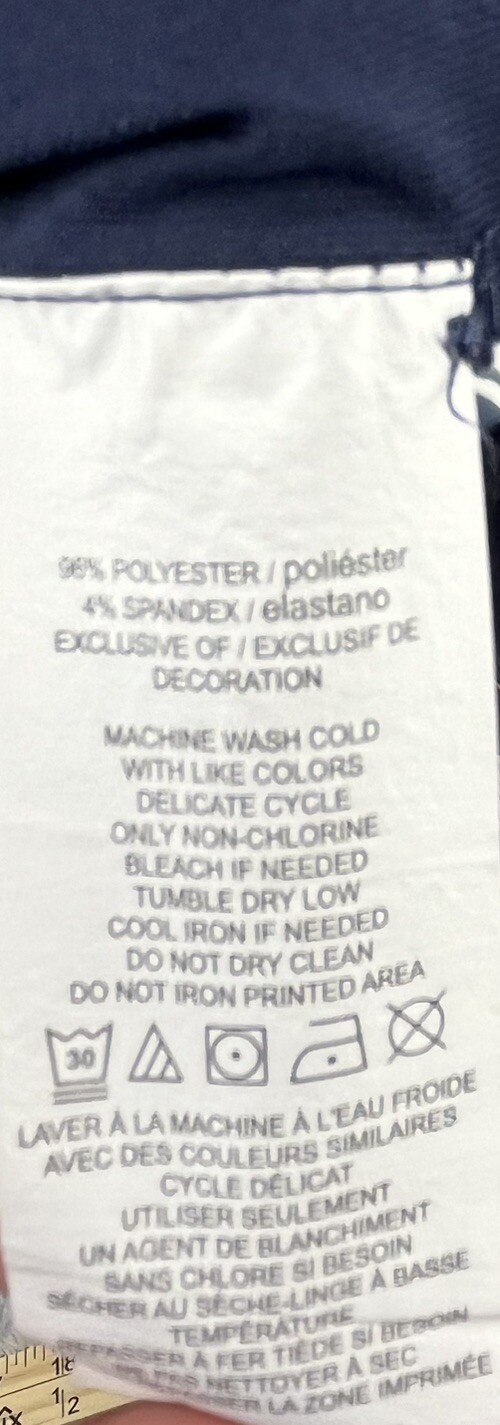 96% POLYESTER / poliéster
4% SPANDEX / elastano
EXCLUSIVE OF / EXCLUSIF DE
DECORATION
MACHINE WASH COLD
WITH LIKE COLORS
DELICATE CYCLE
ONLY NON-CHLORINE
BLEACH IF NEEDED
TUMBLE DRY LOW
COOL IRON IF NEEDED
DO NOT DRY CLEAN
DO NOT IRON PRINTED AREA
30
LAVER À LA MACHINE À L'EAU FROIDE
AVEC DES COULEURS SIMILAIRES
CYCLE DÉLICAT
UTILISER SEULEMENT
UN AGENT DE BLANCHIMENT
SANS CHLORE SI BESOIN
SÉCHER AU SÈCHE-LINGE À BASSE
TEMPÉRATURE
À FER TIÈDE SI BESOIN
NETTOYER À SEC
LA ZONE IMPRIMÉE
1/2